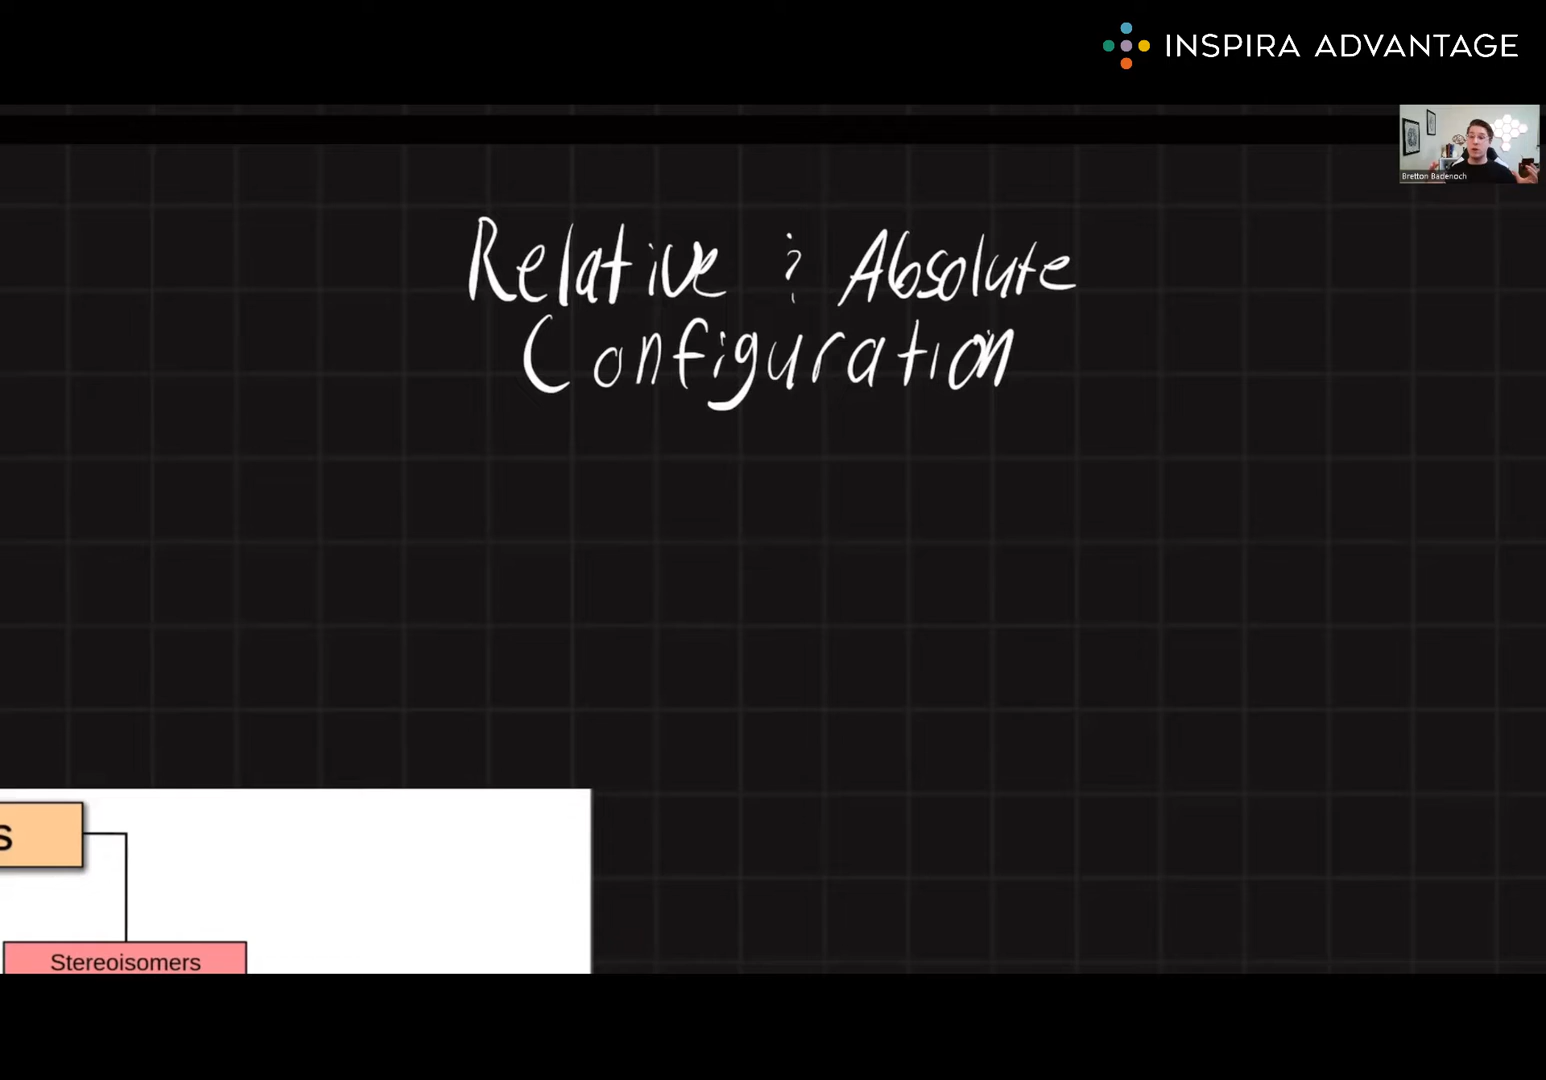 INSPIRA ADVANTAGE
Bretton Badenoch
Relative & Absolute
Configuration
S
Stereoisomers